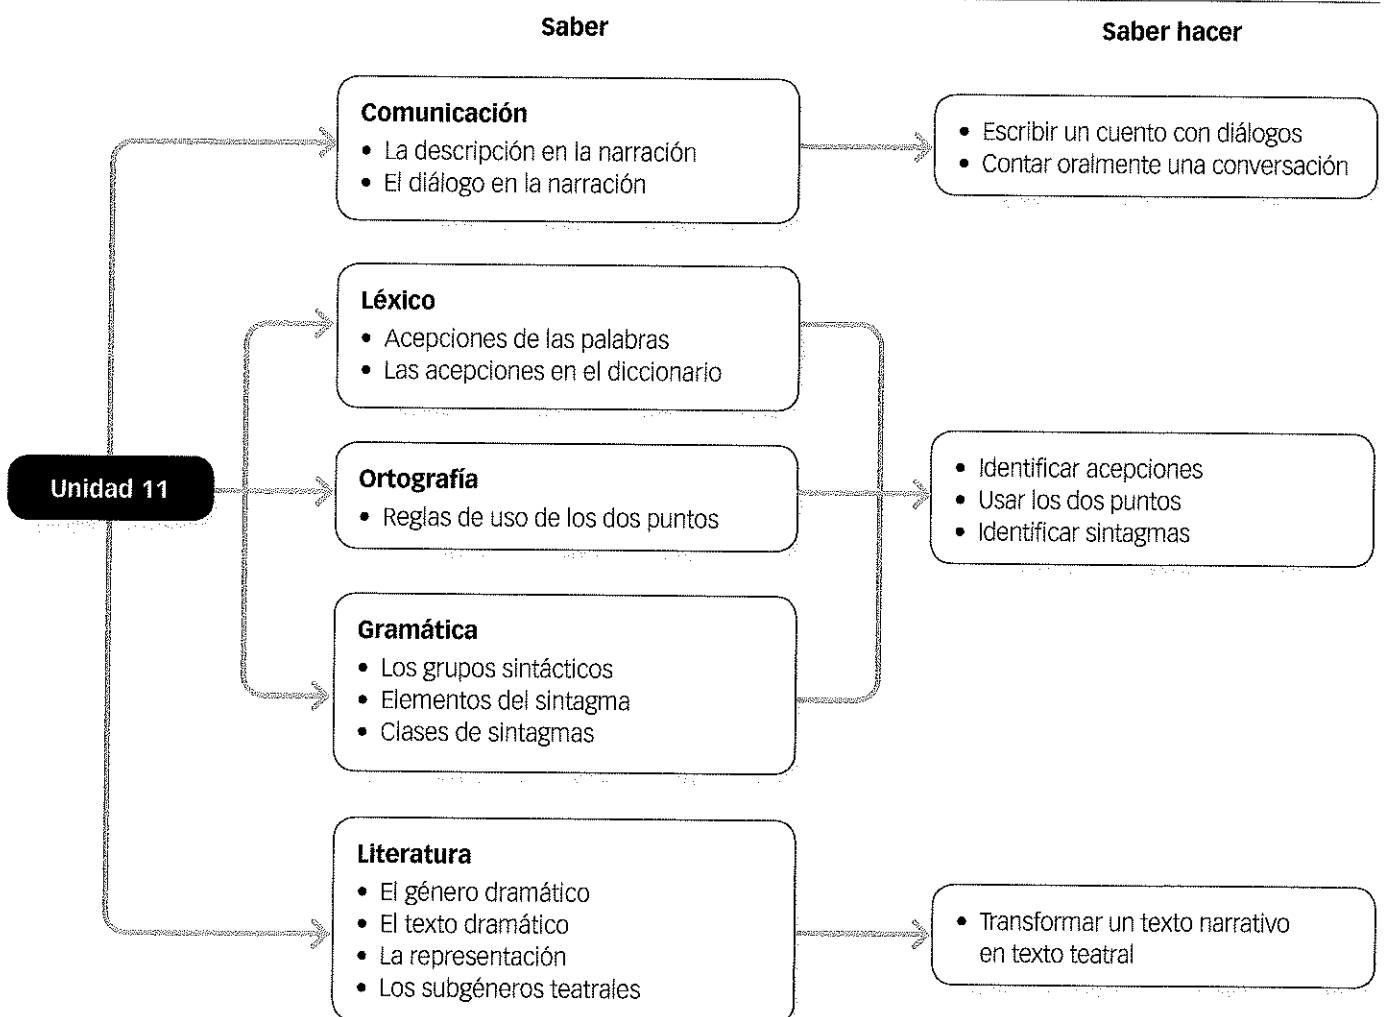 Saber
Saber hacer
Comunicación
• La descripción en la narración
• El diálogo en la narración
• Escribir un cuento con diálogos
• Contar oralmente una conversación
Léxico
• Acepciones de las palabras
• Las acepciones en el diccionario
Unidad 11
Ortografía
• Reglas de uso de los dos puntos
• Identificar acepciones
• Usar los dos puntos
• Identificar sintagmas
Gramática
• Los grupos sintácticos
• Elementos del sintagma
• Clases de sintagmas
Literatura
• El género dramático
• El texto dramático
• La representación
• Los subgéneros teatrales
• Transformar un texto narrativo
en texto teatral